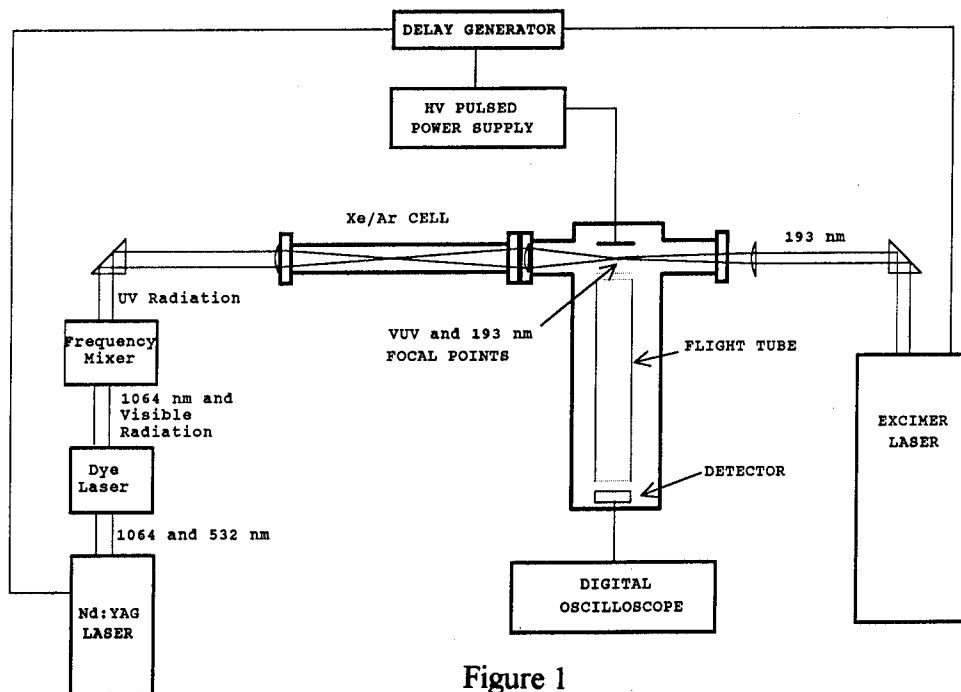 DELAY GENERATOR
HV PULSED
POWER SUPPLY
Xe/Ar CELL
193 nm
UV Radiation
VUV and 193 nm
FOCAL POINTS
FLIGHT TUBE
Frequency
Mixer
1064 nm and
Visible
Radiation
EXCIMER
LASER
Dye
Laser
DETECTOR
1064 and 532 nm
DIGITAL
OSCILLOSCOPE
Nd:YAG
LASER
Figure 1